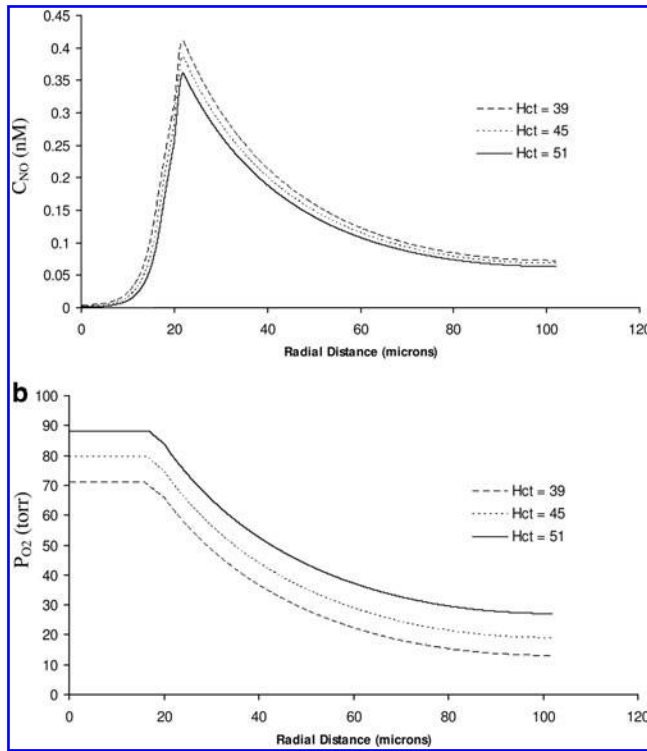 0.45
0.4
0.35
0.3
0.25
0.2
0.15
0.1
0.05
0
C_NO (nM)
Hct = 39
Hct = 45
Hct = 51
0 20 40 60 80 100 120
Radial Distance (microns)
b
100
90
80
70
60
50
40
30
20
10
0
P_O2 (torr)
Hct = 39
Hct = 45
Hct = 51
0 20 40 60 80 100 120
Radial Distance (microns)